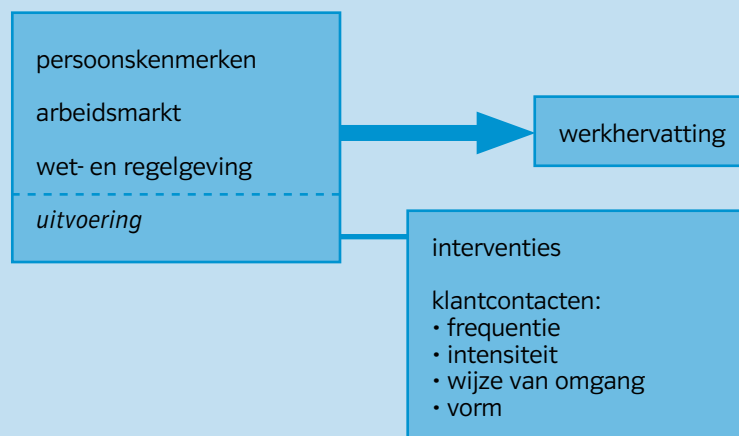 persoonskenmerken
arbeidsmarkt
wet- en regelgeving
uitvoering
werkhervatting
interventies
klantcontacten:
• frequentie
• intensiteit
• wijze van omgang
• vorm